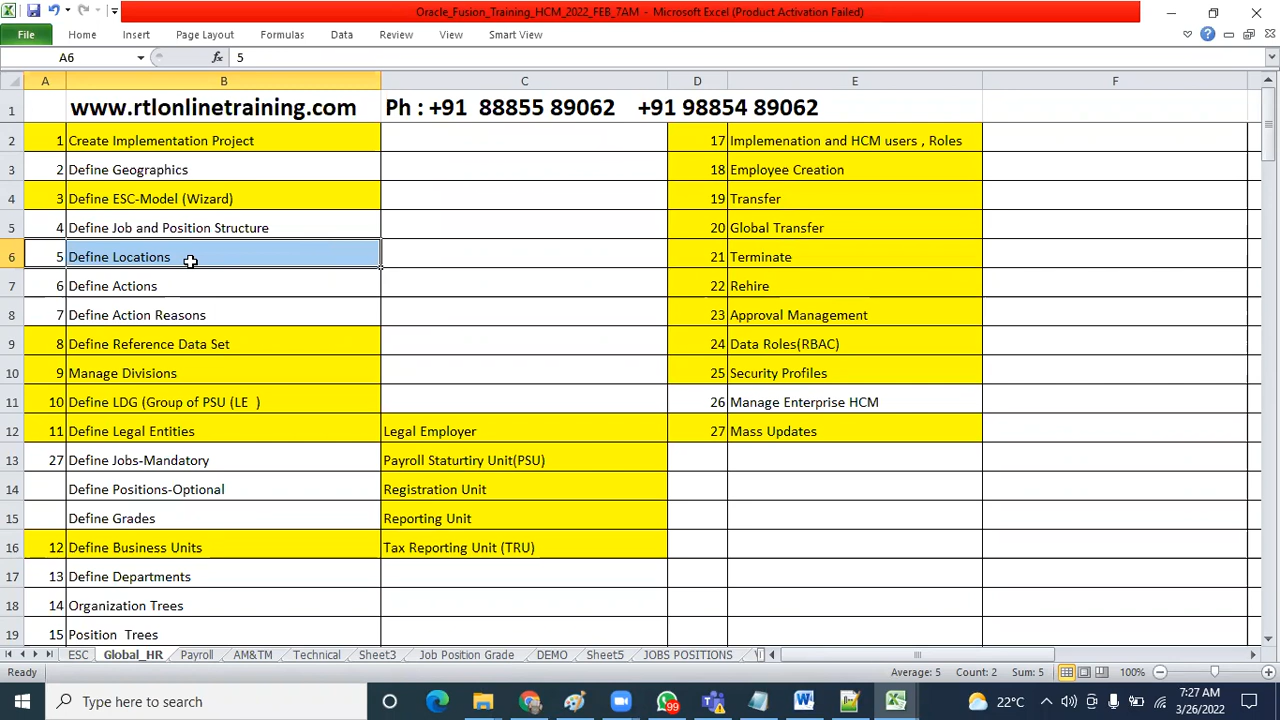 Oracle_Fusion_Training_HCM_2022_FEB_7AM - Microsoft Excel (Product Activation Failed)
File Home Insert Page Layout Formulas Data Review View Smart View
A6 fx 5
A B C D E F
1 www.rtlonlinetraining.com Ph : +91 88855 89062 +91 98854 89062
2 1 Create Implementation Project 17 Implemenation and HCM users , Roles
3 2 Define Geographics 18 Employee Creation
4 3 Define ESC-Model (Wizard) 19 Transfer
5 4 Define Job and Position Structure 20 Global Transfer
6 5 Define Locations 21 Terminate
7 6 Define Actions 22 Rehire
8 7 Define Action Reasons 23 Approval Management
9 8 Define Reference Data Set 24 Data Roles(RBAC)
10 9 Manage Divisions 25 Security Profiles
11 10 Define LDG (Group of PSU (LE ) 26 Manage Enterprise HCM
12 11 Define Legal Entities Legal Employer 27 Mass Updates
13 27 Define Jobs-Mandatory Payroll Staturtiry Unit(PSU)
14 Define Positions-Optional Registration Unit
15 Define Grades Reporting Unit
16 12 Define Business Units Tax Reporting Unit (TRU)
17 13 Define Departments
18 14 Organization Trees
19 15 Position Trees
ESC Global_HR Payroll AM&TM Technical Sheet3 Job Position Grade DEMO Sheet5 JOBS POSITIONS
Ready Average: 5 Count: 2 Sum: 5 100%
Type here to search 99 22°C 7:27 AM
3/26/2022